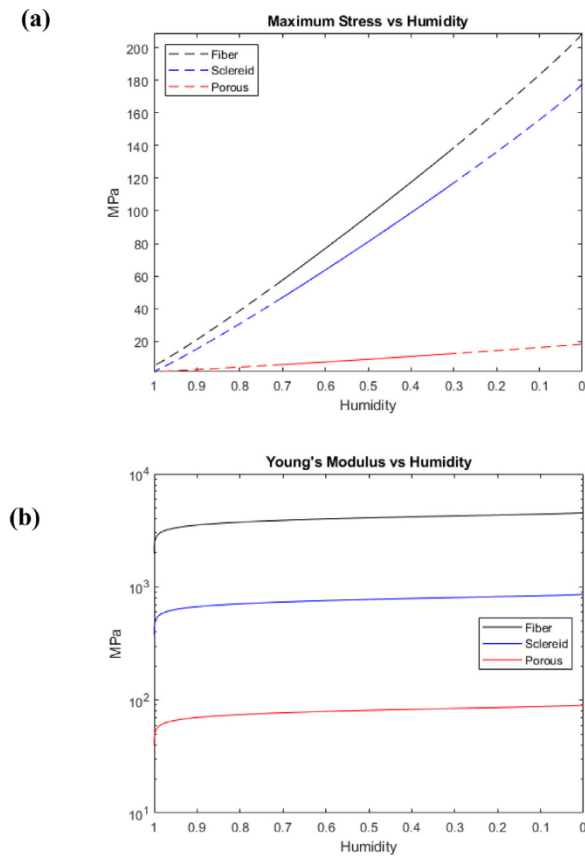 (a)
Maximum Stress vs Humidity
Fiber
Sclereid
Porous
200
180
160
140
120
100
80
60
40
20
MPa
1 0.9 0.8 0.7 0.6 0.5 0.4 0.3 0.2 0.1 0
Humidity
(b)
Young's Modulus vs Humidity
10^4
10^3
10^2
10^1
MPa
Fiber
Sclereid
Porous
1 0.9 0.8 0.7 0.6 0.5 0.4 0.3 0.2 0.1 0
Humidity